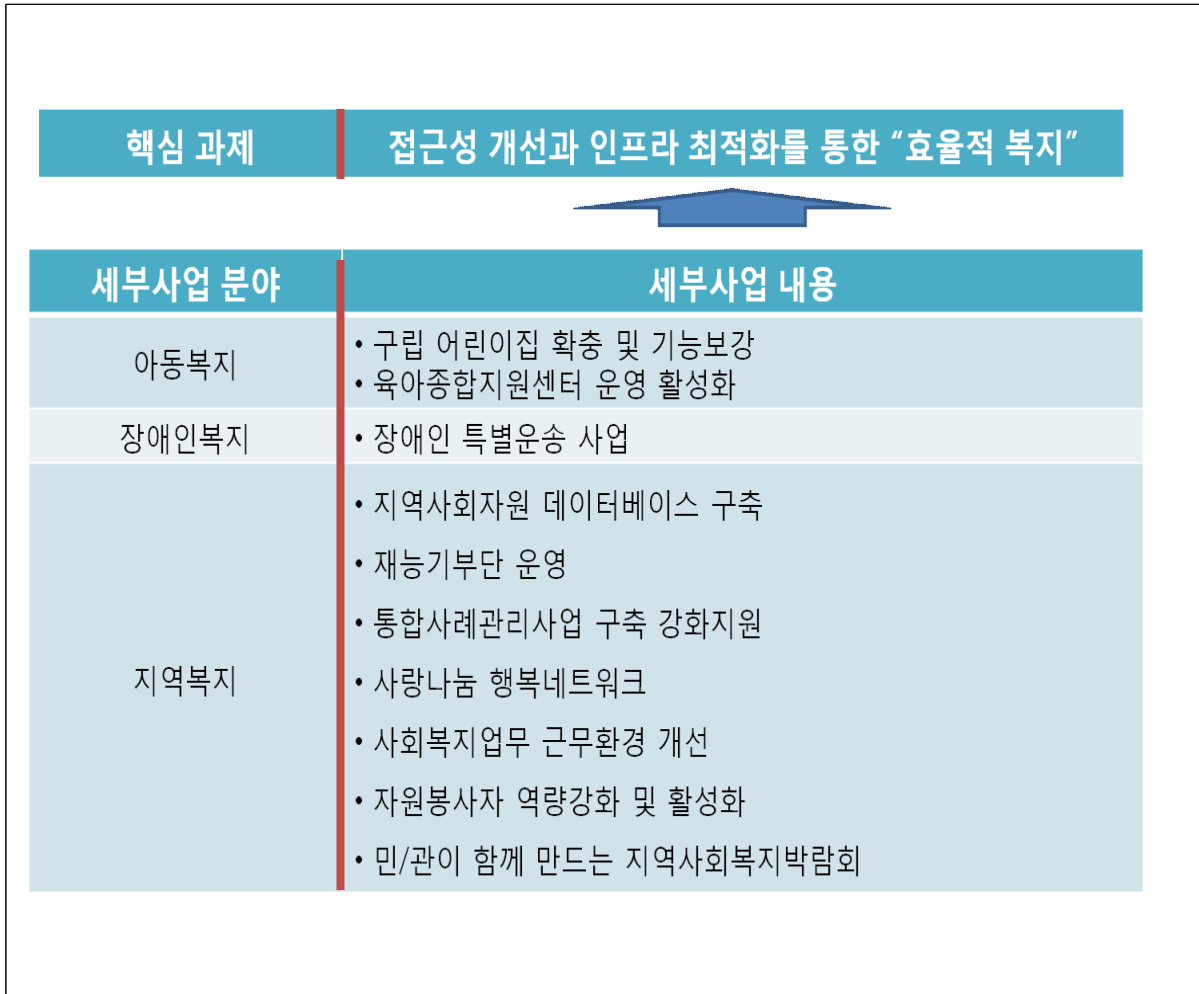 핵심 과제
접근성 개선과 인프라 최적화를 통한 “효율적 복지”
세부사업 분야
세부사업 내용
아동복지
• 구립 어린이집 확충 및 기능보강
• 육아종합지원센터 운영 활성화
장애인복지
• 장애인 특별운송 사업
지역복지
• 지역사회자원 데이터베이스 구축
• 재능기부단 운영
• 통합사례관리사업 구축 강화지원
• 사랑나눔 행복네트워크
• 사회복지업무 근무환경 개선
• 자원봉사자 역량강화 및 활성화
• 민/관이 함께 만드는 지역사회복지박람회